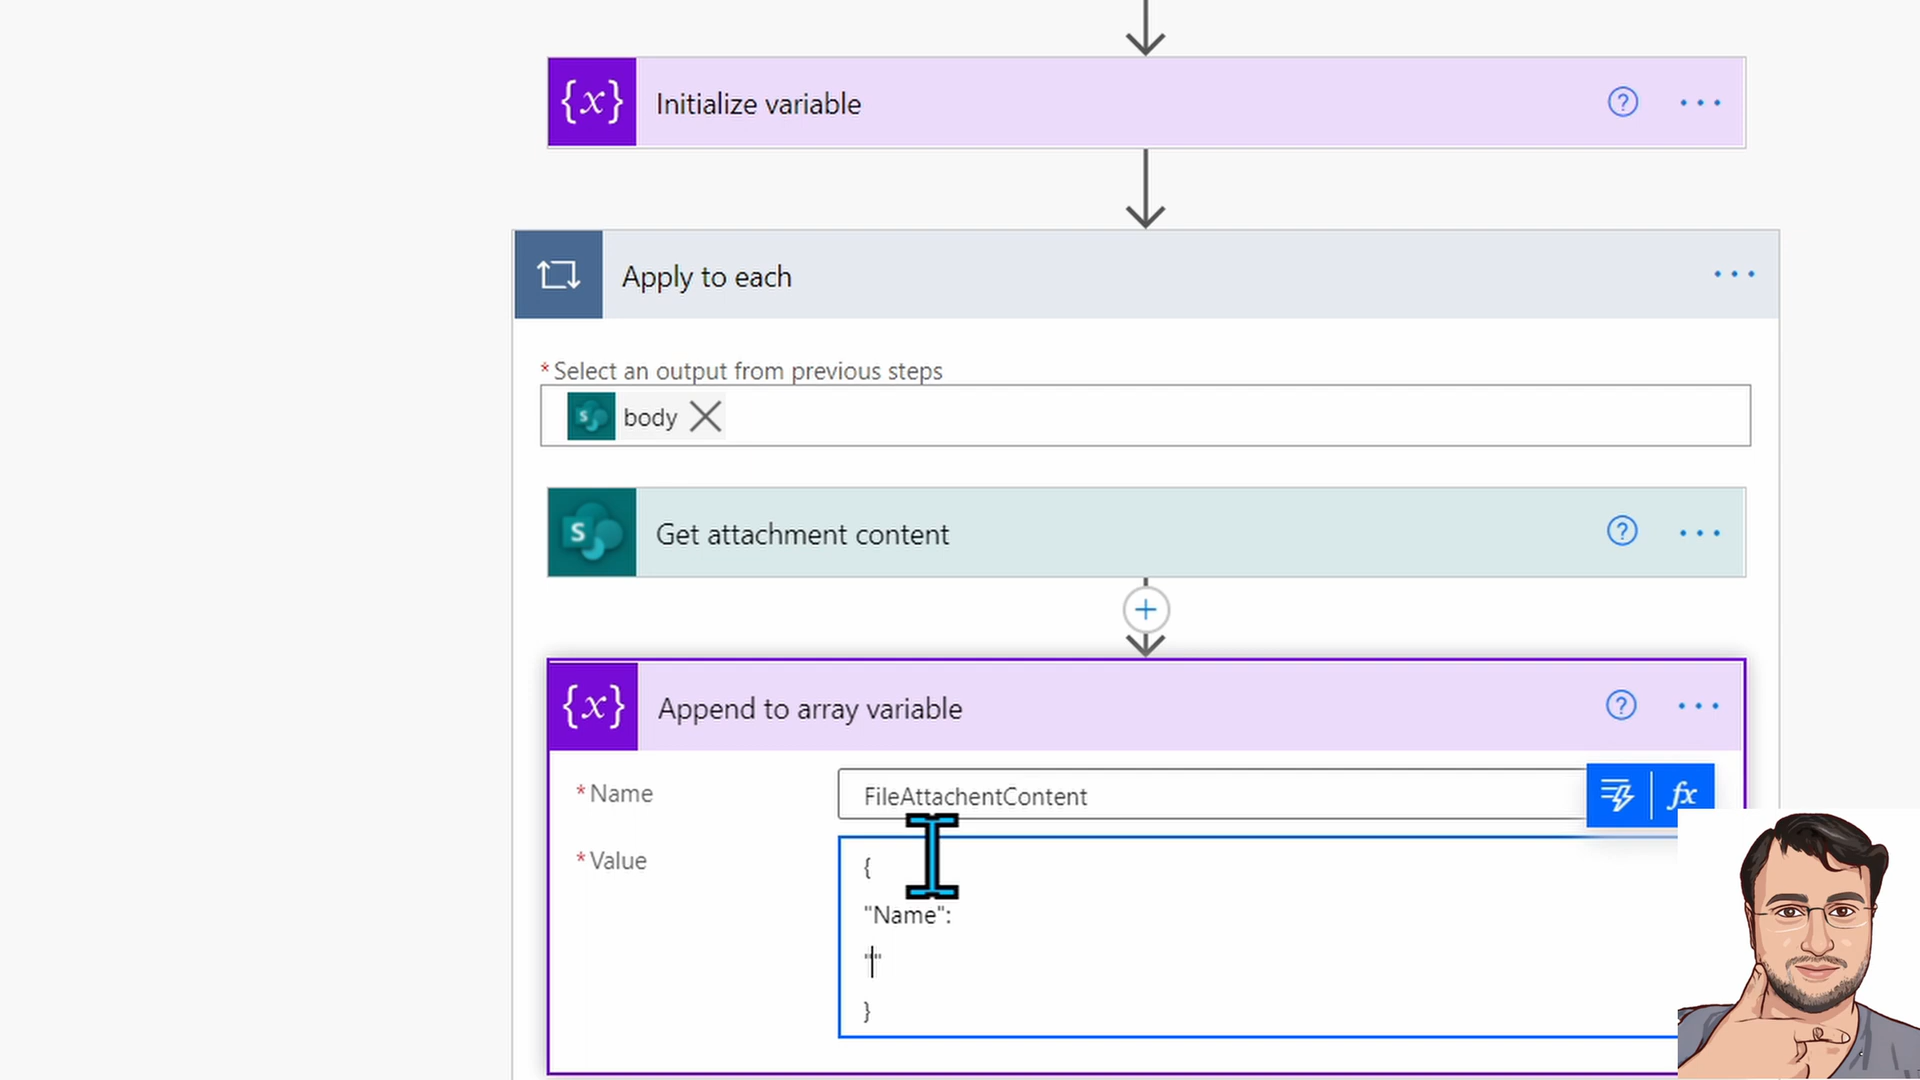 {x} Initialize variable ? ...
Apply to each ...
* Select an output from previous steps
S body
S Get attachment content ? ...
{x} Append to array variable ? ...
* Name FileAttachentContent fx
* Value {
"Name":
""
}